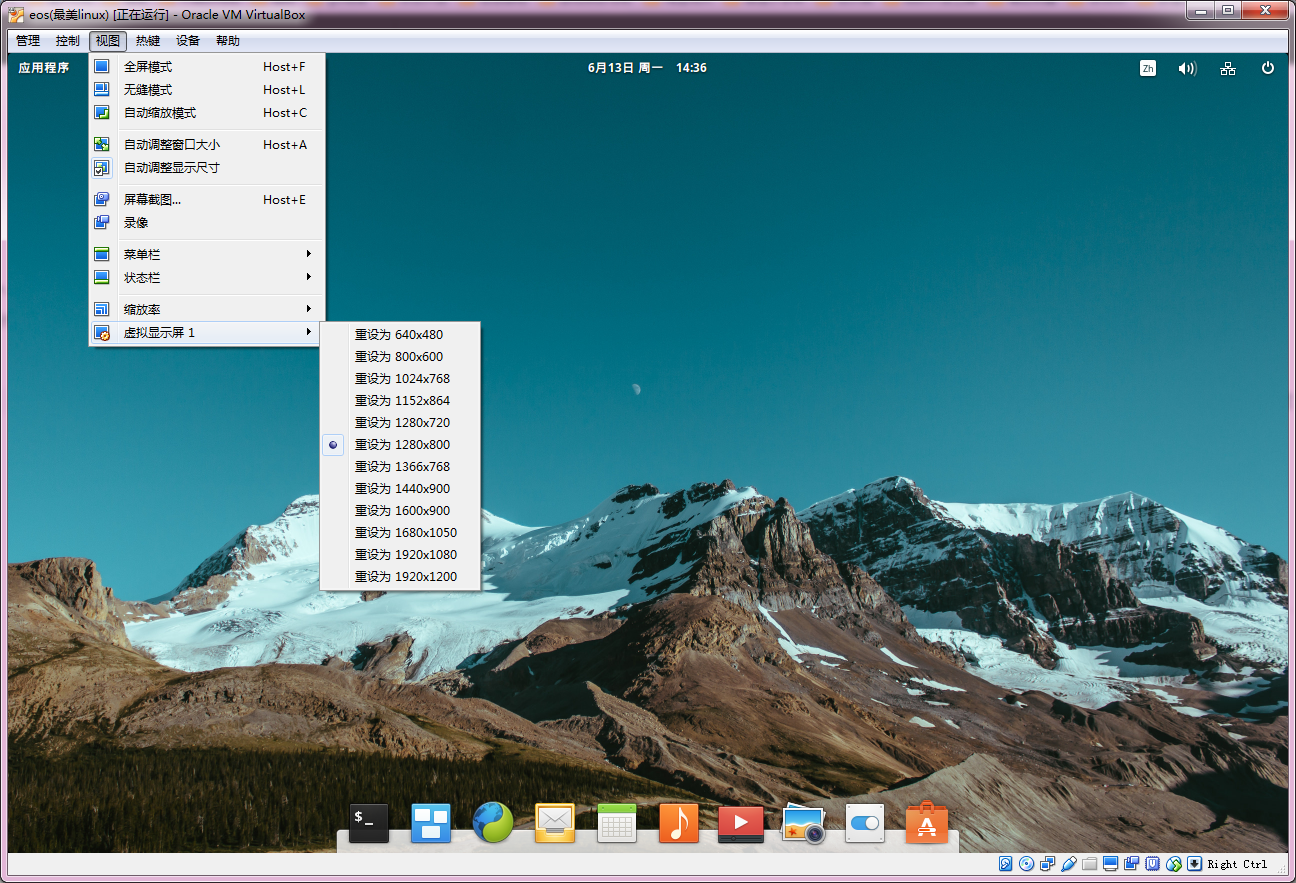 eos(最美linux) [正在运行] - Oracle VM VirtualBox
管理 控制 视图 热键 设备 帮助
应用程序
6月13日 周一 14:36
Zh
全屏模式 Host+F
无缝模式 Host+L
自动缩放模式 Host+C
自动调整窗口大小 Host+A
自动调整显示尺寸
屏幕截图... Host+E
录像
菜单栏
状态栏
缩放率
虚拟显示屏 1
重设为 640x480
重设为 800x600
重设为 1024x768
重设为 1152x864
重设为 1280x720
重设为 1280x800
重设为 1366x768
重设为 1440x900
重设为 1600x900
重设为 1680x1050
重设为 1920x1080
重设为 1920x1200
$ _
Right Ctrl